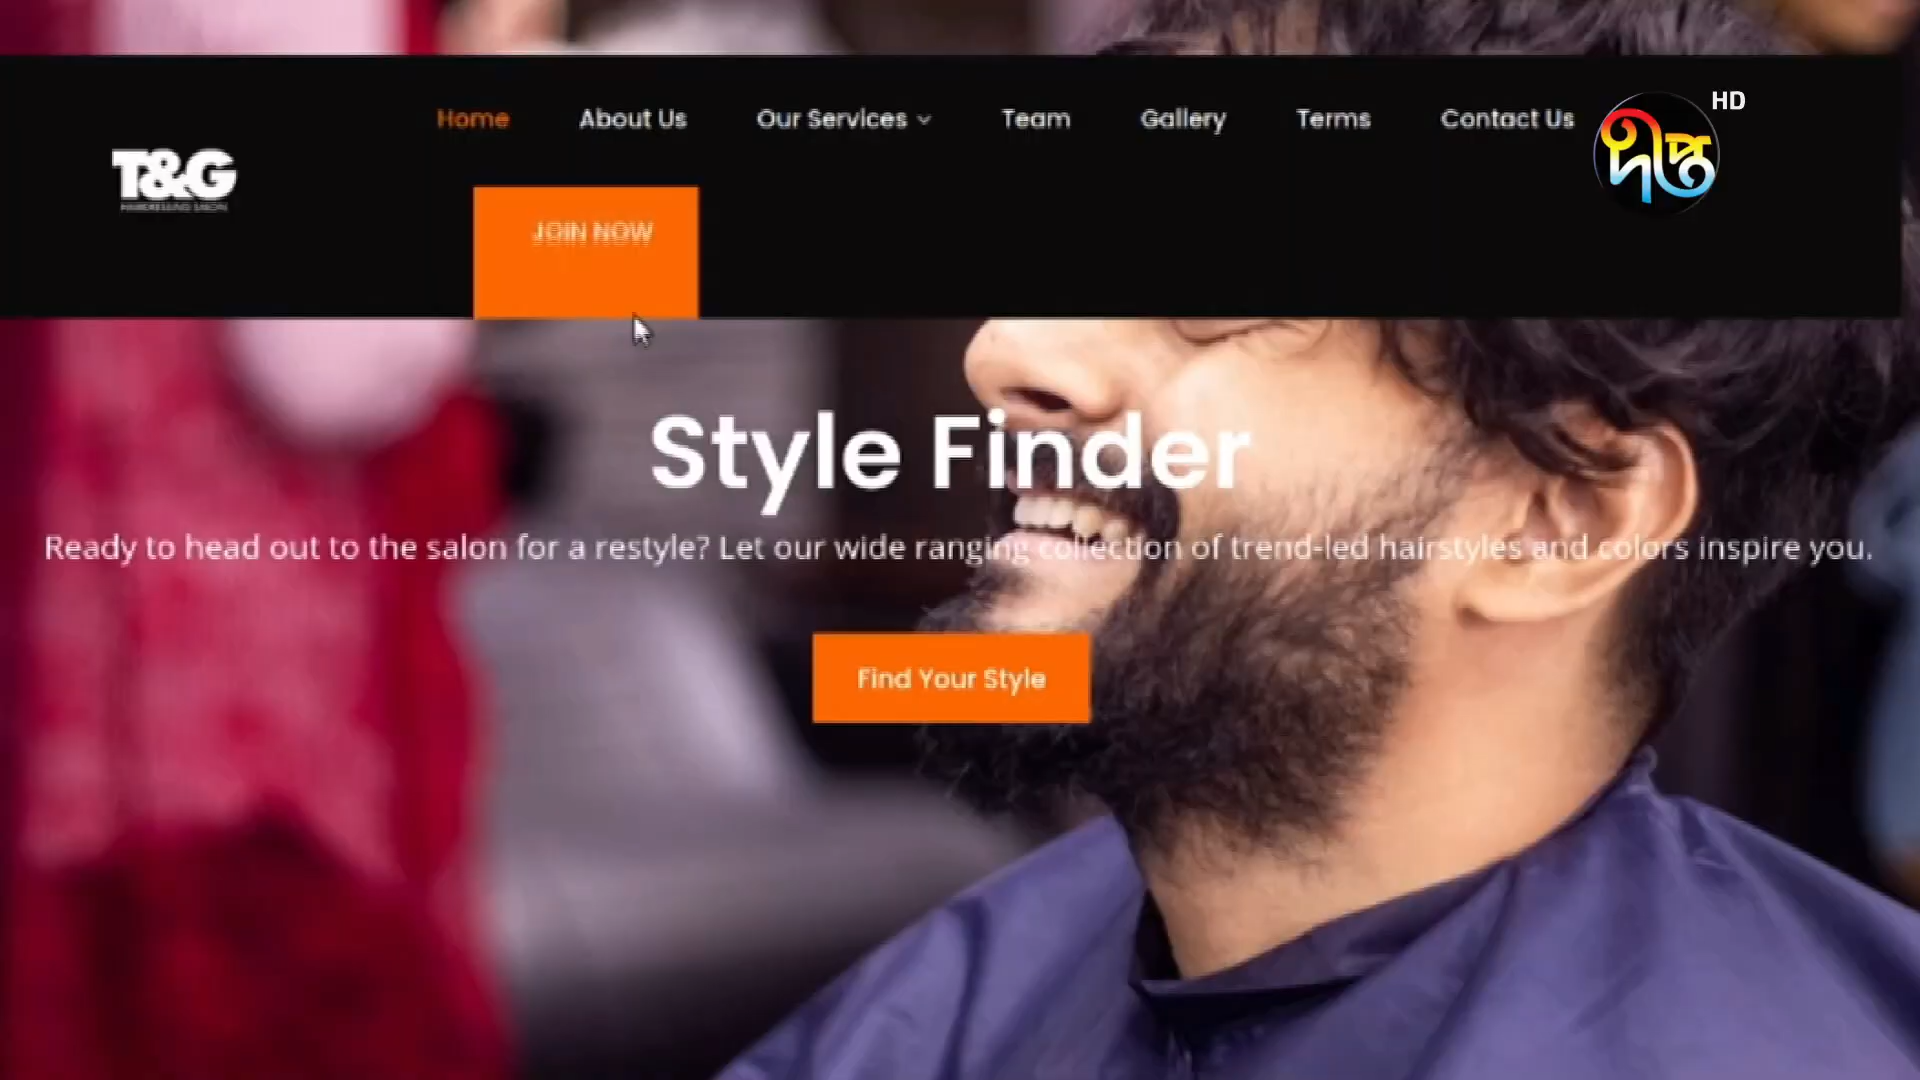 HD
Home About Us Our Services Team Gallery Terms Contact Us
দীপ্ত
T&G
HAIRDRESSING SALON
JOIN NOW
Style Finder
Ready to head out to the salon for a restyle? Let our wide ranging collection of trend-led hairstyles and colors inspire you.
Find Your Style